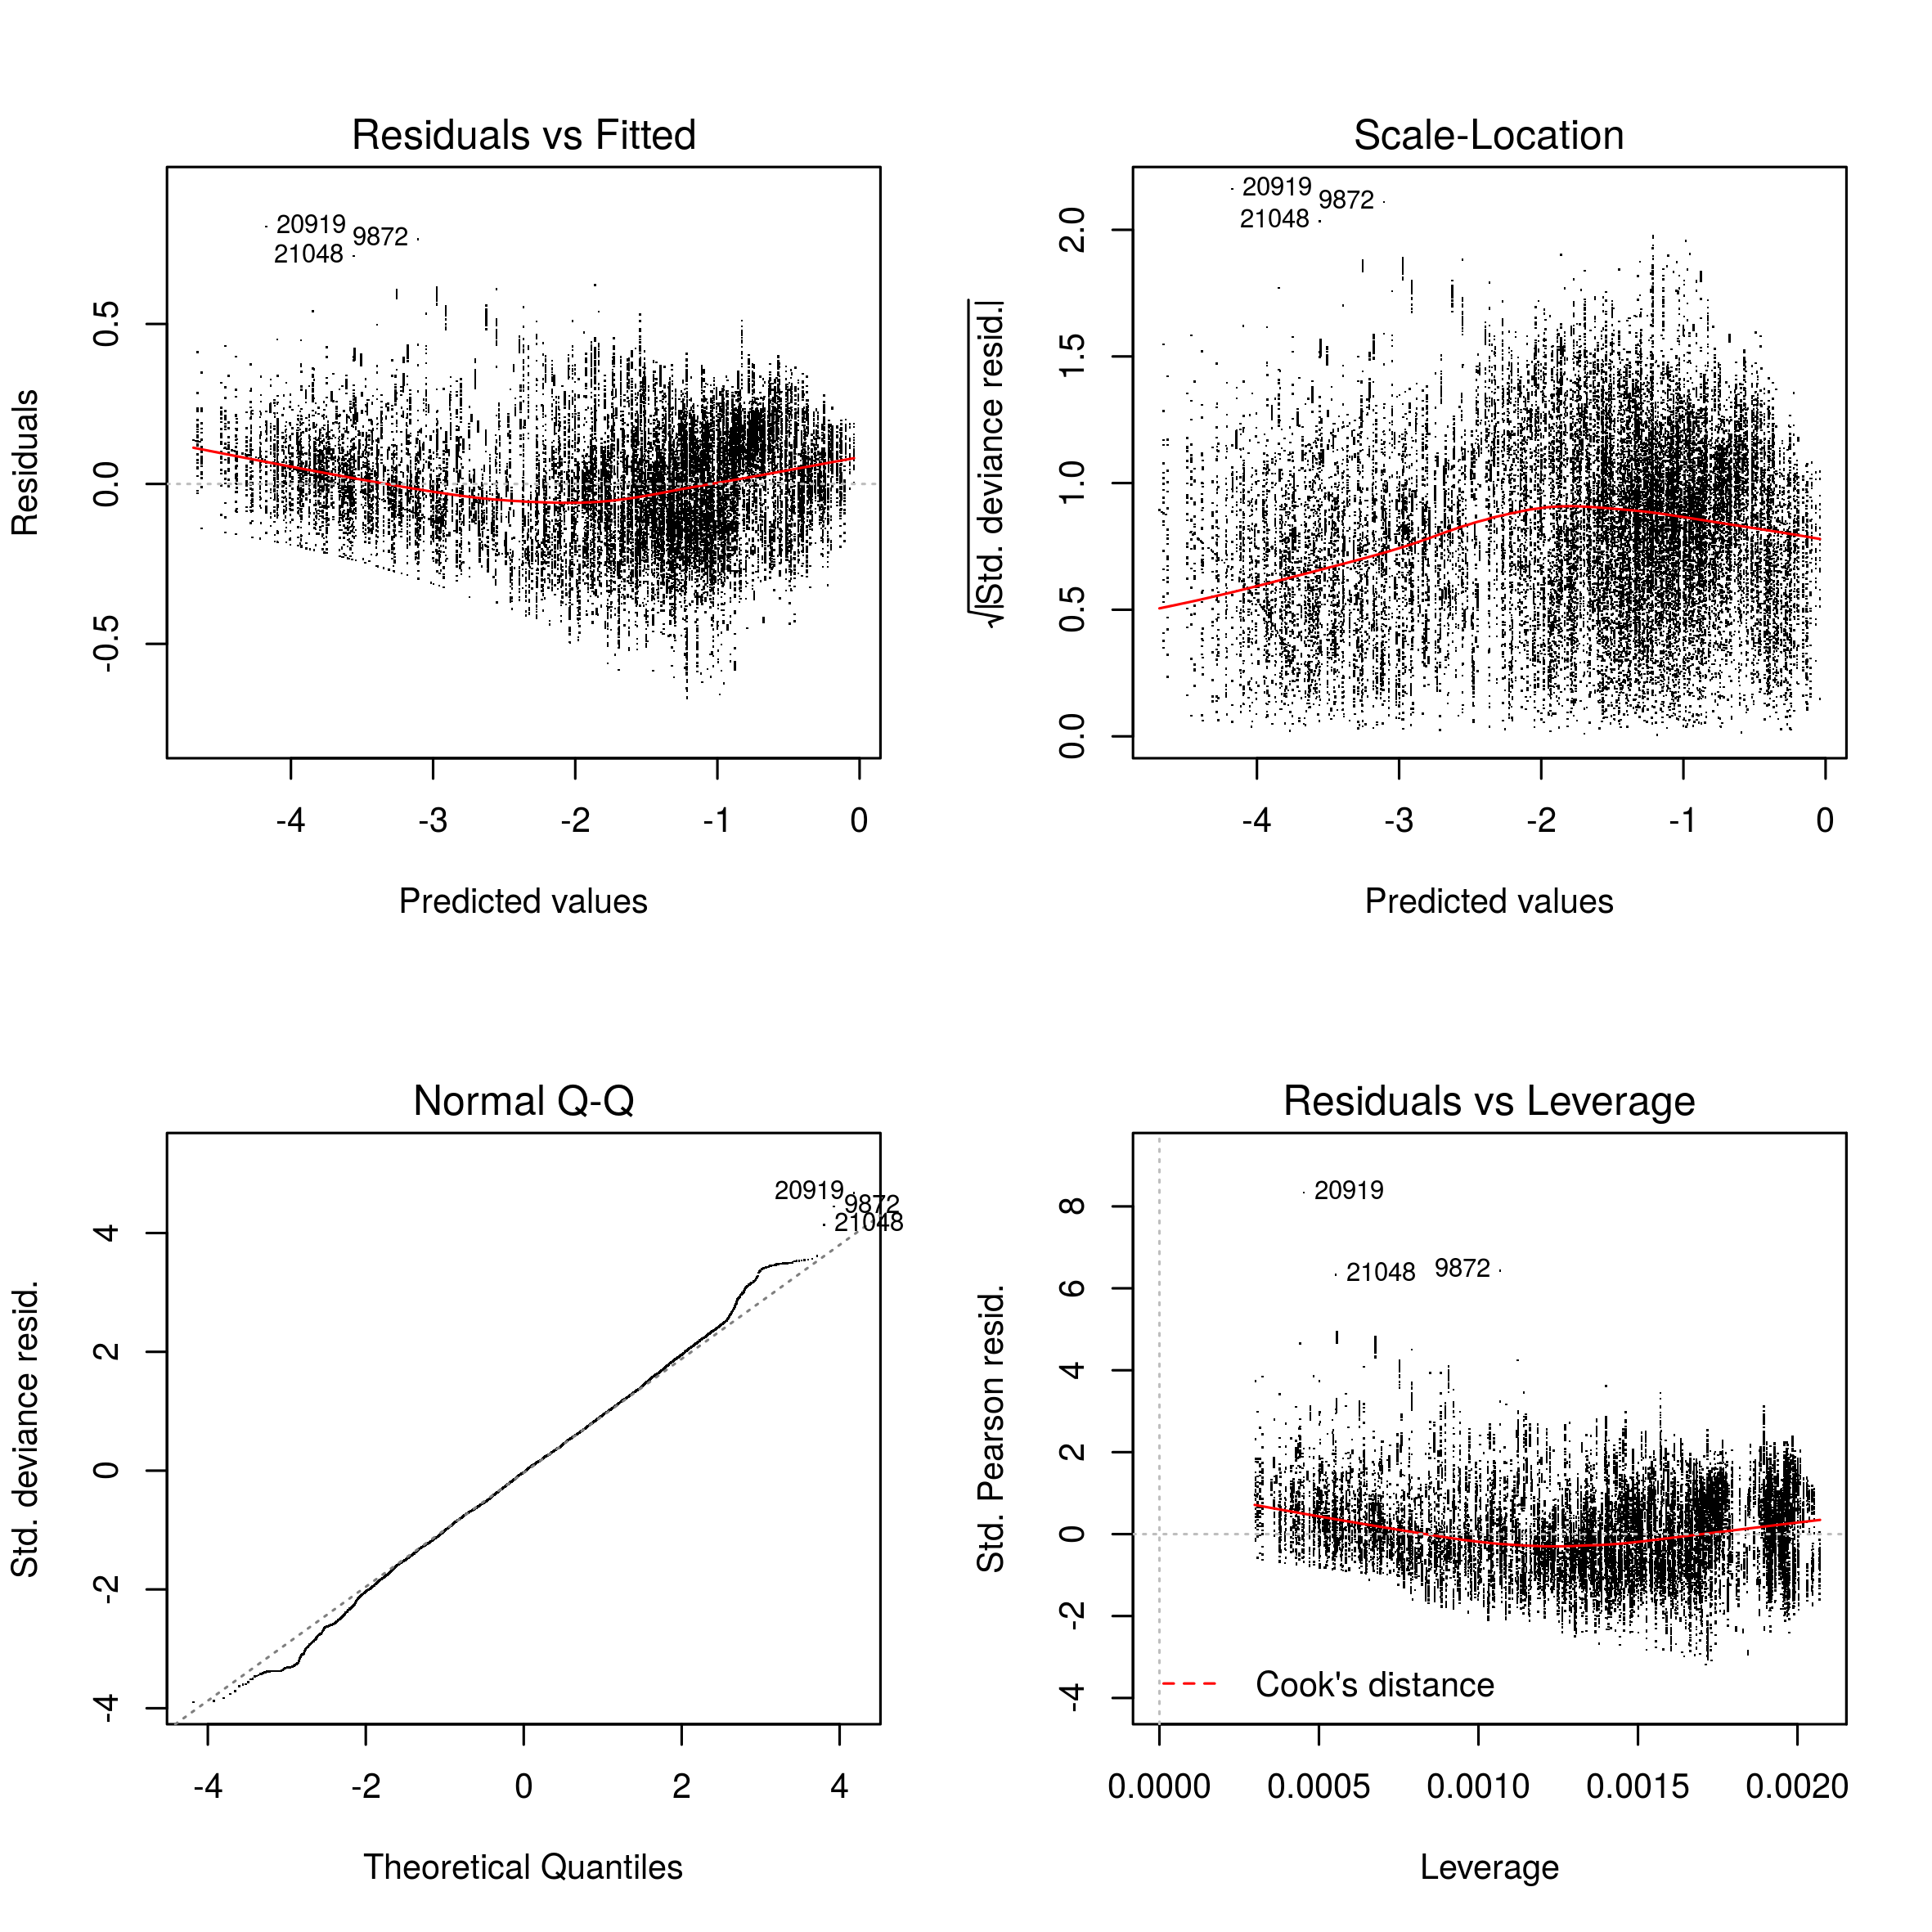 Residuals vs Fitted
Residuals
0.5
0.0
-0.5
20919
9872
21048
-4 -3 -2 -1 0
Predicted values
Scale-Location
√|Std. deviance resid.|
2.0
1.5
1.0
0.5
0.0
20919
9872
21048
-4 -3 -2 -1 0
Predicted values
Normal Q-Q
Std. deviance resid.
4
2
0
-2
-4
20919
9872
21048
-4 -2 0 2 4
Theoretical Quantiles
Residuals vs Leverage
Std. Pearson resid.
8
6
4
2
0
-2
-4
20919
21048 9872
Cook's distance
0.0000 0.0005 0.0010 0.0015 0.0020
Leverage